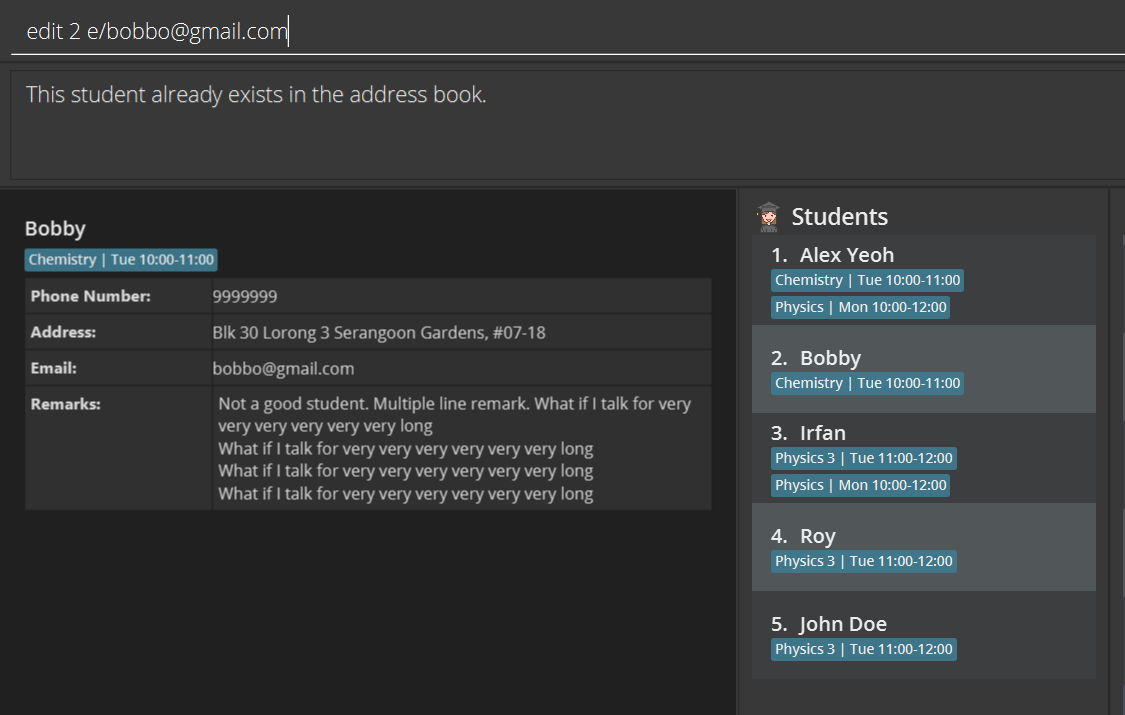 edit 2 e/bobbo@gmail.com
This student already exists in the address book.
Bobby
Chemistry | Tue 10:00-11:00
Phone Number: 9999999
Address: Blk 30 Lorong 3 Serangoon Gardens, #07-18
Email: bobbo@gmail.com
Remarks: Not a good student. Multiple line remark. What if I talk for very
very very very very very long
What if I talk for very very very very very very very long
What if I talk for very very very very very very very long
What if I talk for very very very very very very very long
Students
1. Alex Yeoh
Chemistry | Tue 10:00-11:00
Physics | Mon 10:00-12:00
2. Bobby
Chemistry | Tue 10:00-11:00
3. Irfan
Physics 3 | Tue 11:00-12:00
Physics | Mon 10:00-12:00
4. Roy
Physics 3 | Tue 11:00-12:00
5. John Doe
Physics 3 | Tue 11:00-12:00